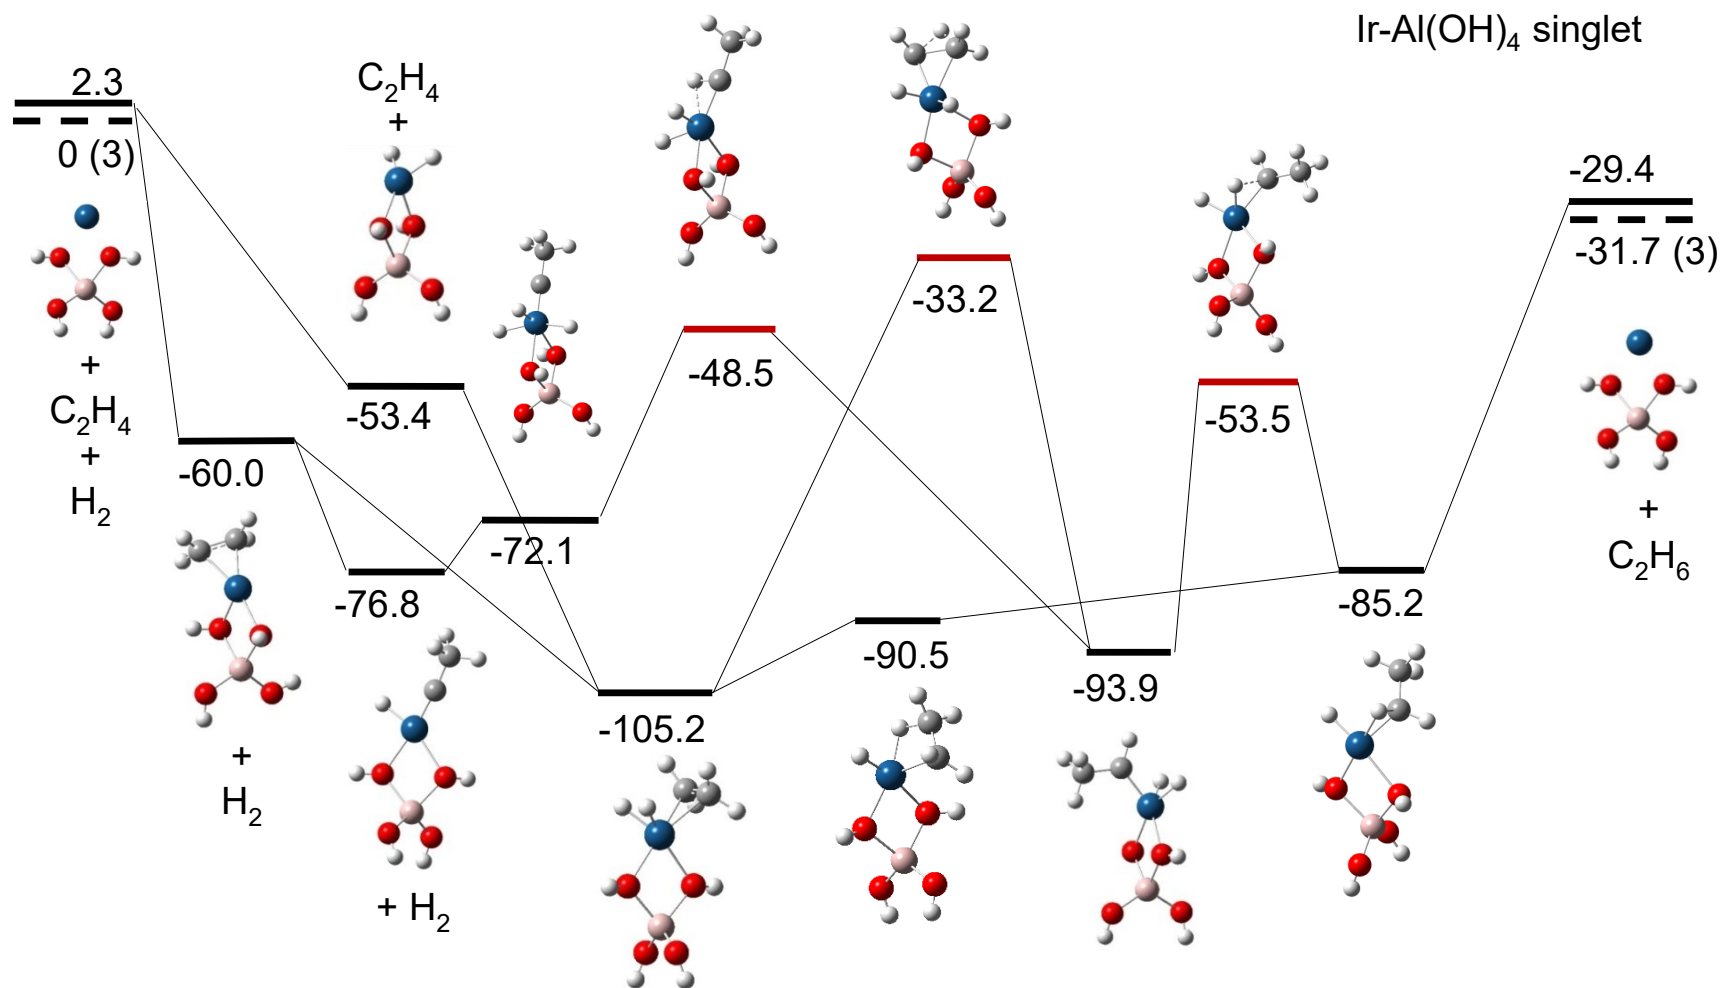 Ir-Al(OH)₄ singlet
2.3
0 (3)
+
C₂H₄
+
H₂
C₂H₄
+
-53.4
-60.0
+
H₂
-76.8
+ H₂
-72.1
-48.5
-105.2
-33.2
-90.5
-93.9
-53.5
-85.2
-29.4
-31.7 (3)
+
C₂H₆